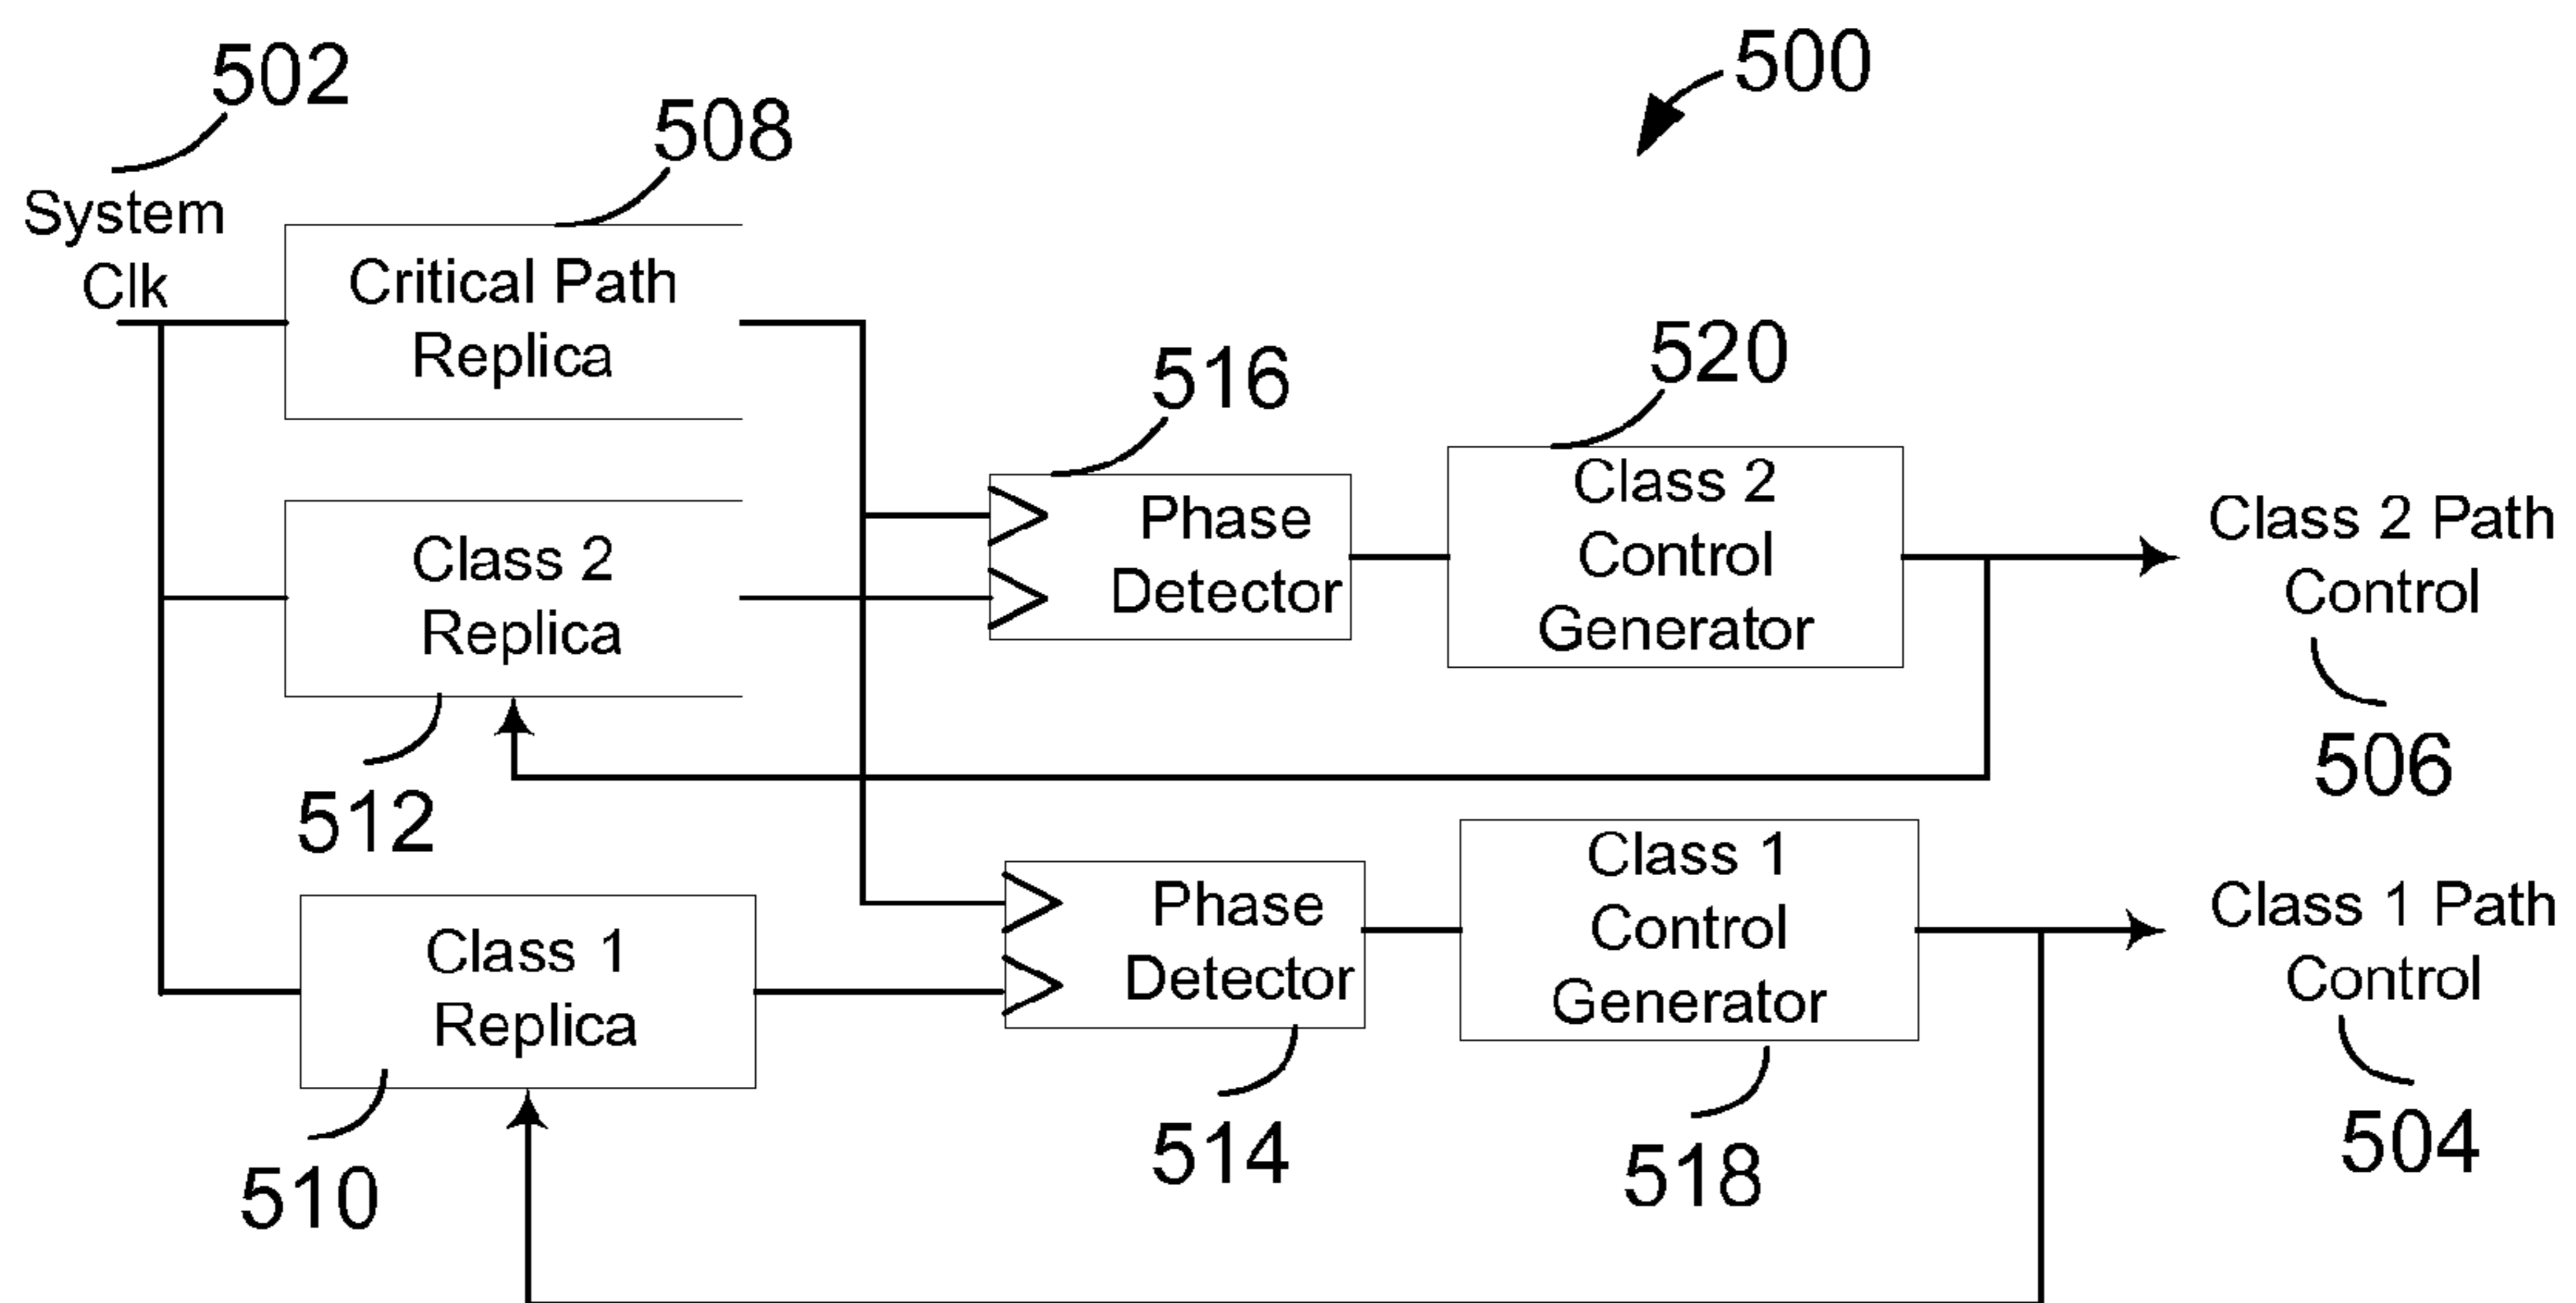 502
500
508
System
Clk
Critical Path
Replica
516
520
Class 2
Replica
Phase
Detector
Class 2
Control
Generator
Class 2 Path
Control
506
512
Class 1
Replica
510
Phase
Detector
514
Class 1
Control
Generator
518
Class 1 Path
Control
504